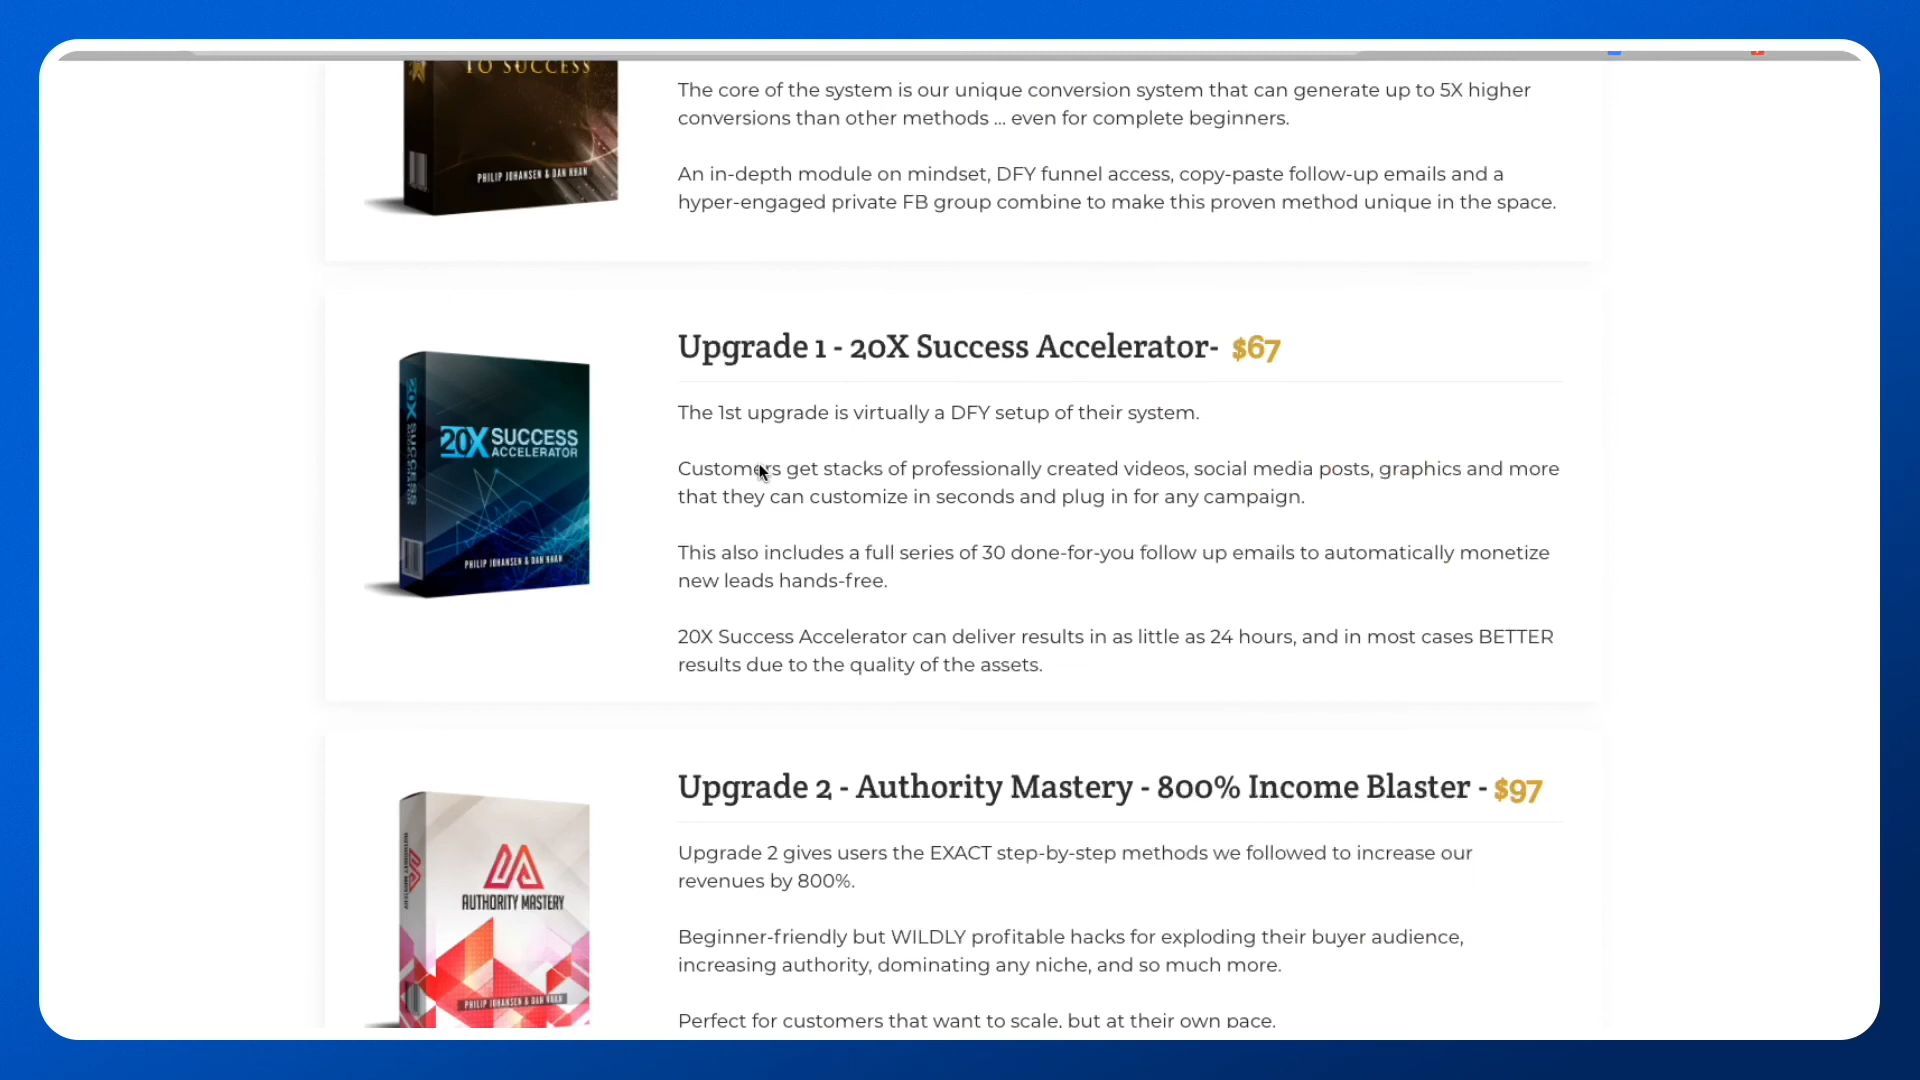 TO SUCCESS
PHILIP JOHANSEN & DAN KHAN
The core of the system is our unique conversion system that can generate up to 5X higher
conversions than other methods ... even for complete beginners.
An in-depth module on mindset, DFY funnel access, copy-paste follow-up emails and a
hyper-engaged private FB group combine to make this proven method unique in the space.
20X SUCCESS ACCELERATOR
20X SUCCESS
ACCELERATOR
PHILIP JOHANSEN & DAN KHAN
Upgrade 1 - 20X Success Accelerator- $67
The 1st upgrade is virtually a DFY setup of their system.
Customers get stacks of professionally created videos, social media posts, graphics and more
that they can customize in seconds and plug in for any campaign.
This also includes a full series of 30 done-for-you follow up emails to automatically monetize
new leads hands-free.
20X Success Accelerator can deliver results in as little as 24 hours, and in most cases BETTER
results due to the quality of the assets.
AUTHORITY MASTERY
AUTHORITY MASTERY
PHILIP JOHANSEN & DAN KHAN
Upgrade 2 - Authority Mastery - 800% Income Blaster - $97
Upgrade 2 gives users the EXACT step-by-step methods we followed to increase our
revenues by 800%.
Beginner-friendly but WILDLY profitable hacks for exploding their buyer audience,
increasing authority, dominating any niche, and so much more.
Perfect for customers that want to scale, but at their own pace.